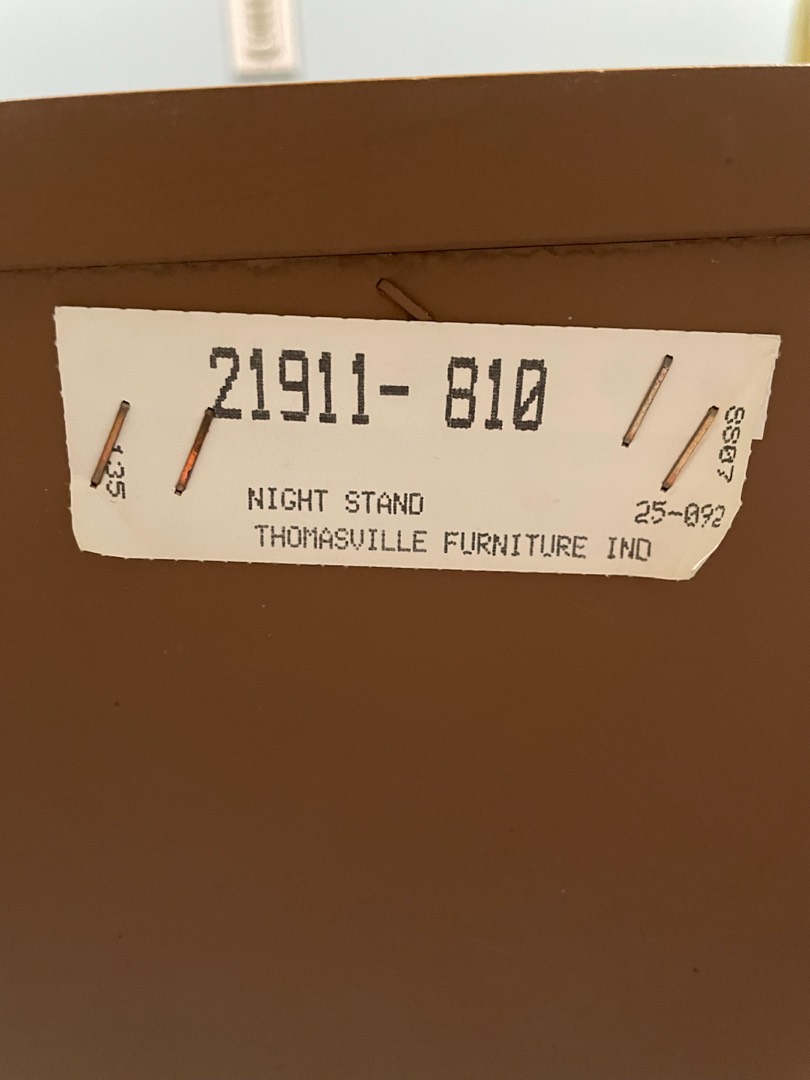 21911- 810
135
8807
NIGHT STAND
25-092
THOMASVILLE FURNITURE IND